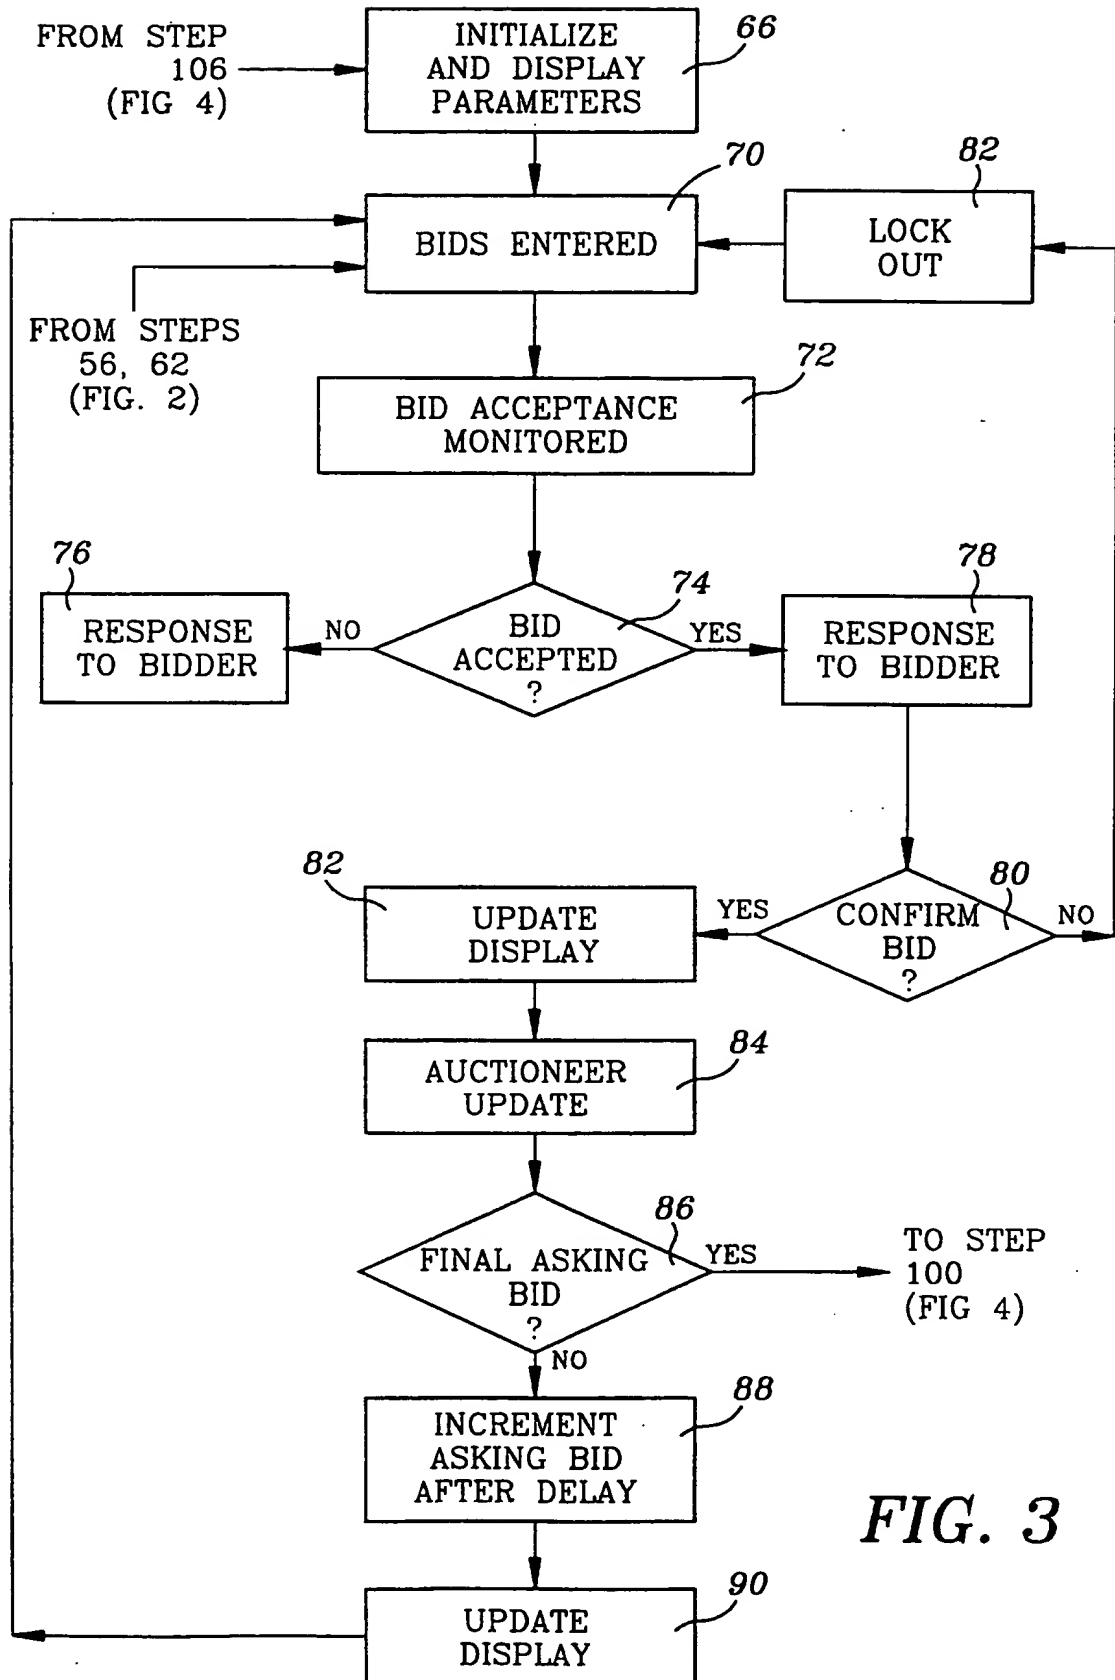 FROM STEP
106
(FIG 4)
INITIALIZE
AND DISPLAY
PARAMETERS
66
70
BIDS ENTERED
82
LOCK
OUT
FROM STEPS
56, 62
(FIG. 2)
72
BID ACCEPTANCE
MONITORED
76
RESPONSE
TO BIDDER
NO
74
BID
ACCEPTED
?
YES
78
RESPONSE
TO BIDDER
82
UPDATE
DISPLAY
YES
80
CONFIRM
BID
?
NO
84
AUCTIONEER
UPDATE
86
FINAL ASKING
BID
?
YES
TO STEP
100
(FIG 4)
NO
88
INCREMENT
ASKING BID
AFTER DELAY
FIG. 3
90
UPDATE
DISPLAY